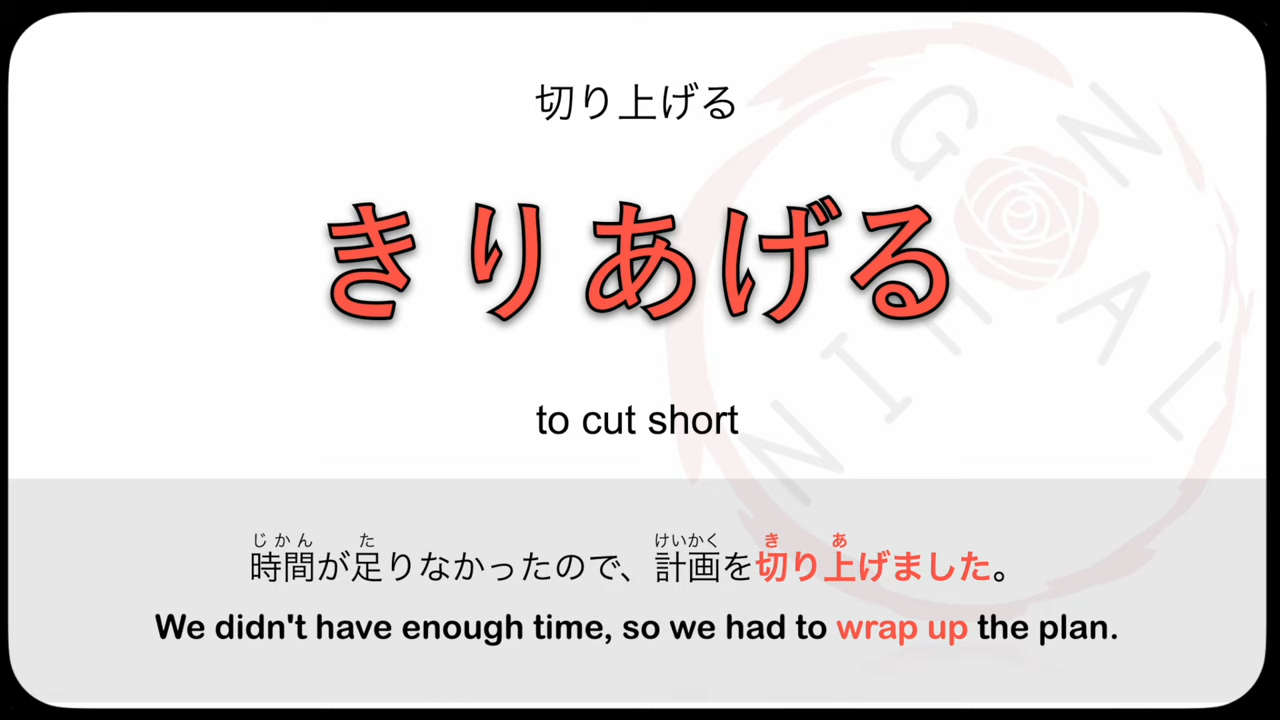 切り上げる
きりあげる
to cut short
じかん た けいかく き あ
時間が足りなかったので、計画を切り上げました。
We didn't have enough time, so we had to wrap up the plan.
NIHONGO LAN